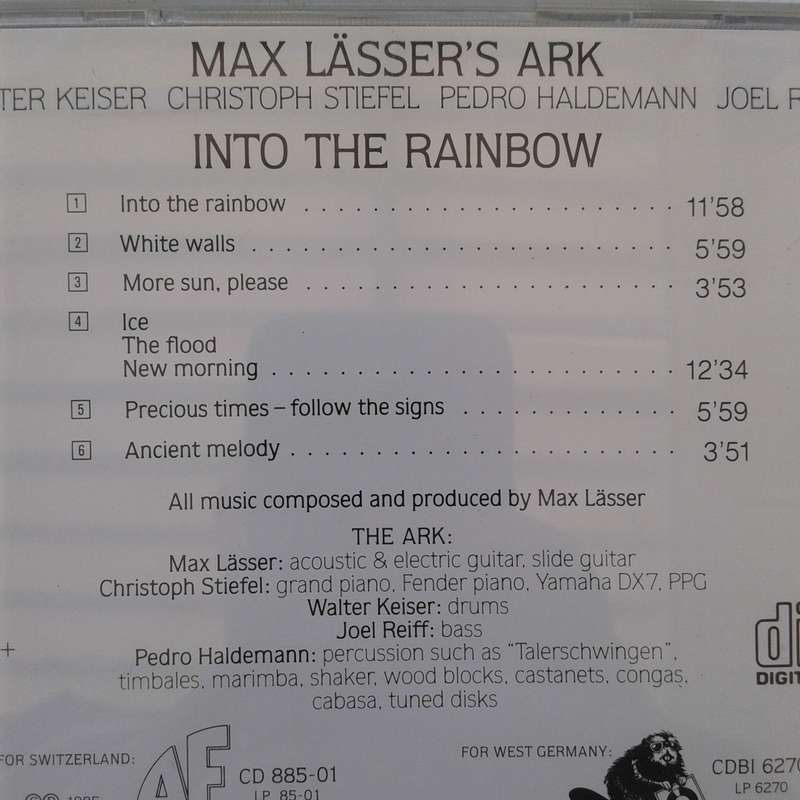 MAX LÄSSER'S ARK
TER KEISER CHRISTOPH STIEFEL PEDRO HALDEMANN JOEL R
INTO THE RAINBOW
1 Into the rainbow . . . . . . . . . . . . . . . . . . . . . . 11'58
2 White walls . . . . . . . . . . . . . . . . . . . . . . . . . 5'59
3 More sun, please . . . . . . . . . . . . . . . . . . . . . . 3'53
4 Ice
The flood
New morning . . . . . . . . . . . . . . . . . . . . . . . . 12'34
5 Precious times – follow the signs . . . . . . . . . . . . . 5'59
6 Ancient melody . . . . . . . . . . . . . . . . . . . . . . . 3'51
All music composed and produced by Max Lässer
THE ARK:
Max Lässer: acoustic & electric guitar, slide guitar
Christoph Stiefel: grand piano, Fender piano, Yamaha DX7, PPG
Walter Keiser: drums
Joel Reiff: bass
Pedro Haldemann: percussion such as "Talerschwingen",
timbales, marimba, shaker, wood blocks, castanets, congas,
cabasa, tuned disks
di
DIGIT
FOR SWITZERLAND:
AF
CD 885-01
LP 85-01
FOR WEST GERMANY:
CDBI 6270
LP 6270